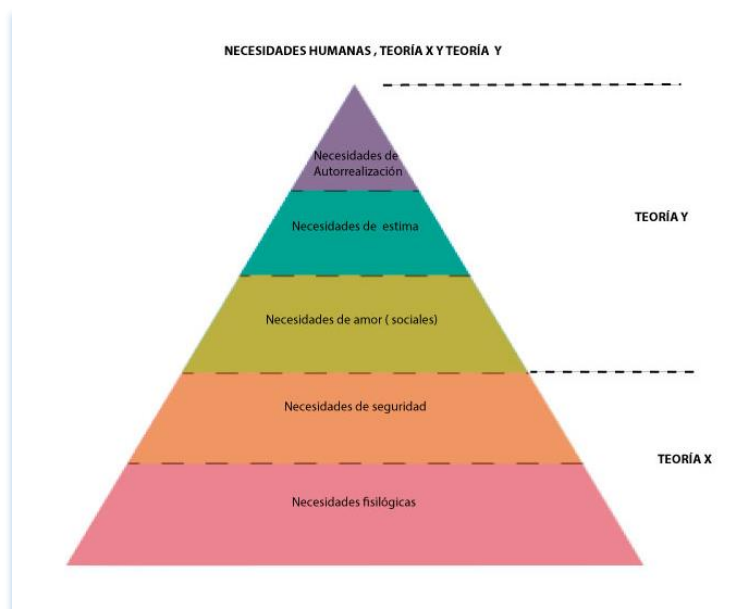 NECESIDADES HUMANAS , TEORÍA X Y TEORÍA Y
Necesidades de
Autorrealización
Necesidades de estima
TEORÍA Y
Necesidades de amor ( sociales)
Necesidades de seguridad
TEORÍA X
Necesidades fisilógicas